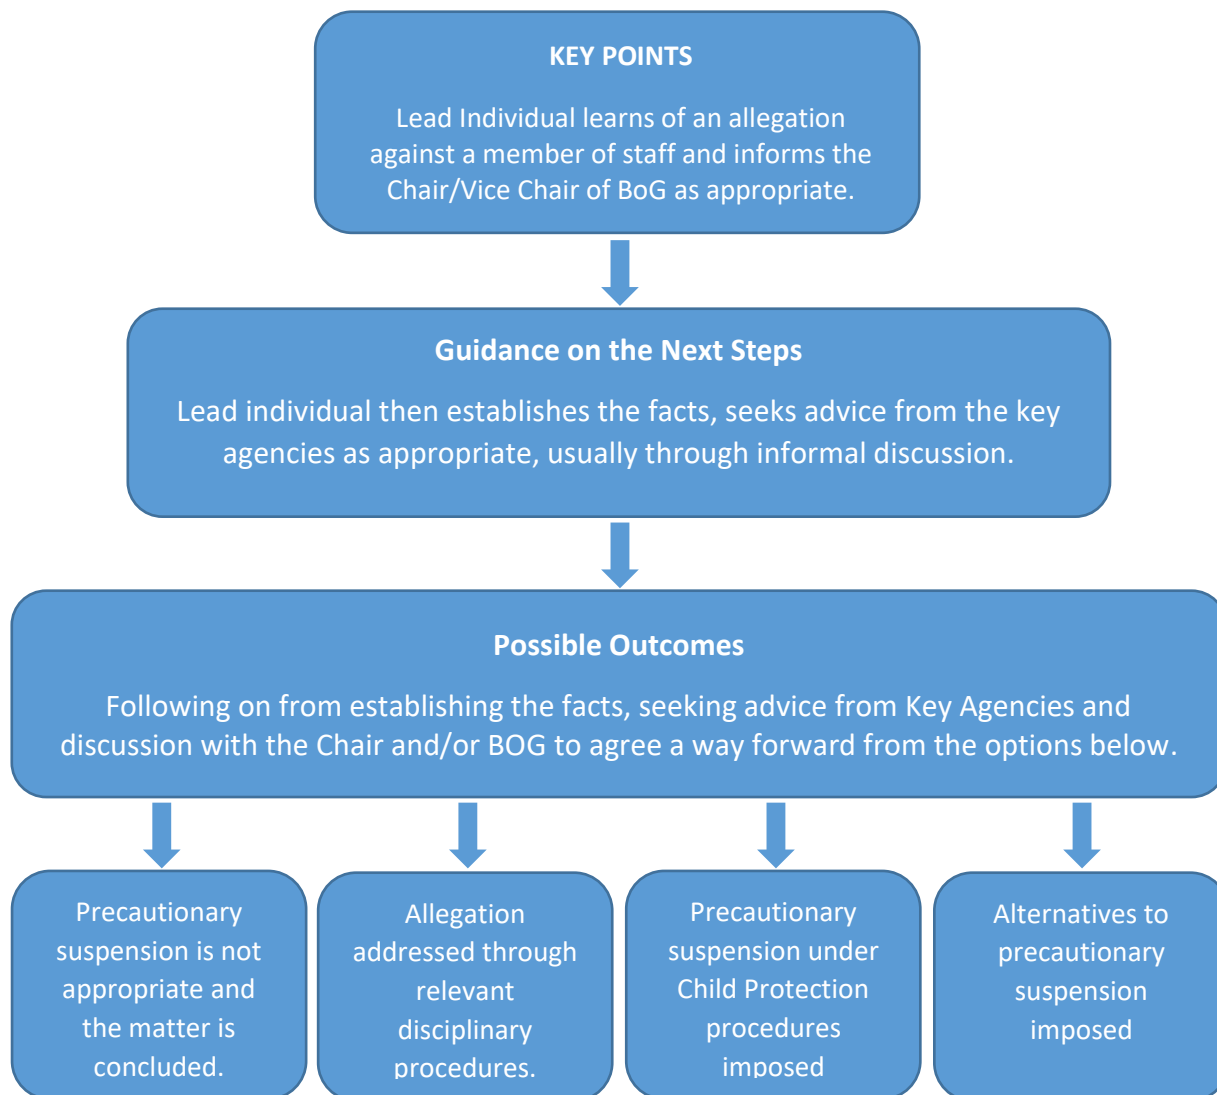 KEY POINTS
Lead Individual learns of an allegation
against a member of staff and informs the
Chair/Vice Chair of BoG as appropriate.
Guidance on the Next Steps
Lead individual then establishes the facts, seeks advice from the key
agencies as appropriate, usually through informal discussion.
Possible Outcomes
Following on from establishing the facts, seeking advice from Key Agencies and
discussion with the Chair and/or BOG to agree a way forward from the options below.
Precautionary
suspension is not
appropriate and
the matter is
concluded.
Allegation
addressed through
relevant
disciplinary
procedures.
Precautionary
suspension under
Child Protection
procedures
imposed
Alternatives to
precautionary
suspension
imposed